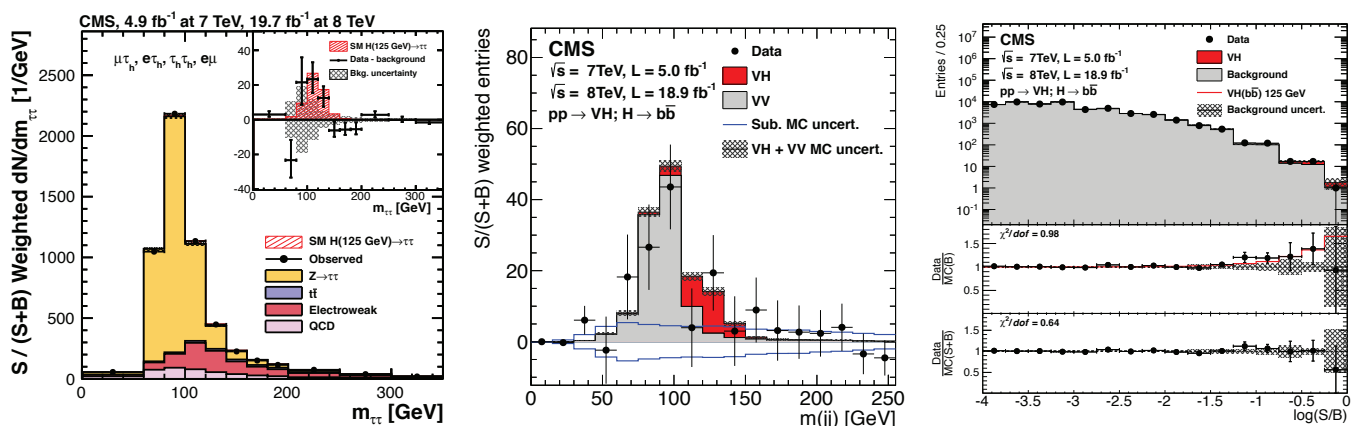 CMS, 4.9 fb⁻¹ at 7 TeV, 19.7 fb⁻¹ at 8 TeV
S / (S+B) Weighted dN/dm_ττ [1/GeV]
2500
2000
1500
1000
500
0
μτ_h, eτ_h, τ_hτ_h, eμ
SM H(125 GeV)→ττ
Data - background
Bkg. uncertainty
40
20
0
-20
-40
0 100 200 300
m_ττ [GeV]
SM H(125 GeV)→ττ
Observed
Z→ττ
tt̄
Electroweak
QCD
0 100 200 300
m_ττ [GeV]
S/(S+B) weighted entries
80
60
40
20
0
CMS
√s = 7TeV, L = 5.0 fb⁻¹
√s = 8TeV, L = 18.9 fb⁻¹
pp → VH; H → bb̄
Data
VH
VV
Sub. MC uncert.
VH + VV MC uncert.
0 50 100 150 200 250
m(jj) [GeV]
Entries / 0.25
10⁷
10⁶
10⁵
10⁴
10³
10²
10
1
10⁻¹
CMS
√s = 7TeV, L = 5.0 fb⁻¹
√s = 8TeV, L = 18.9 fb⁻¹
pp → VH; H → bb̄
Data
VH
Background
VH(bb̄) 125 GeV
Background uncert.
Data
MC(B)
1.5
1
0.5
χ²/dof = 0.98
Data
MC(S+B)
1.5
1
0.5
χ²/dof = 0.64
-4 -3.5 -3 -2.5 -2 -1.5 -1 -0.5 0
log(S/B)